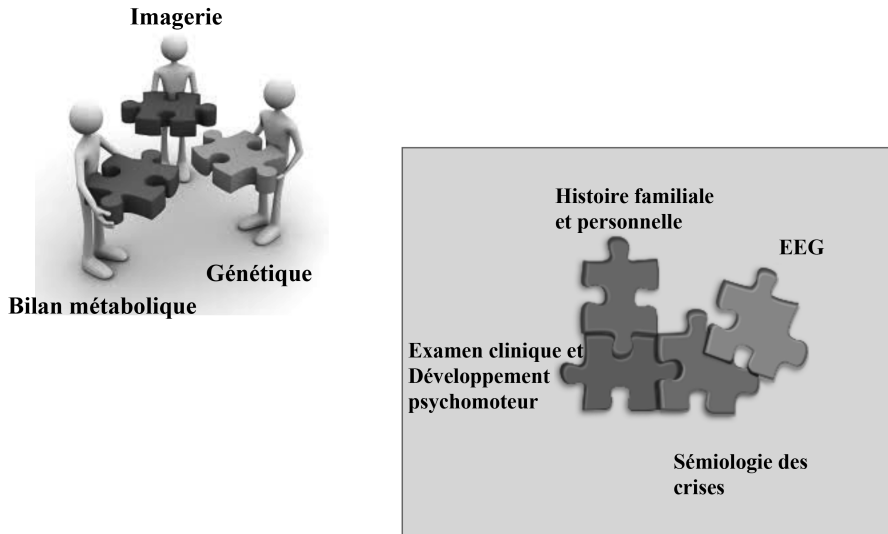 Imagerie
Génétique
Bilan métabolique
Histoire familiale
et personnelle
EEG
Examen clinique et
Développement
psychomoteur
Sémiologie des
crises